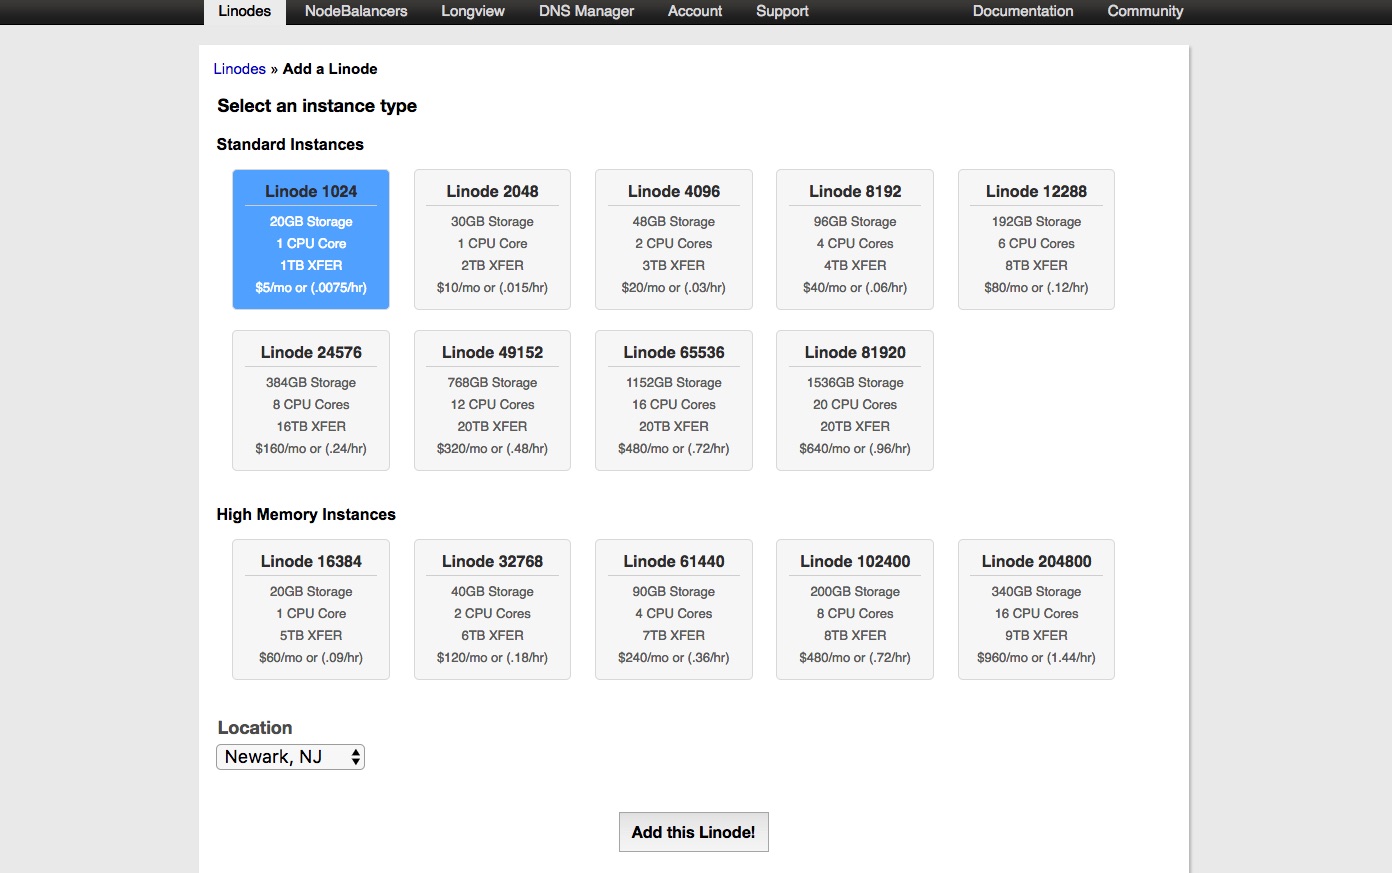 Linodes NodeBalancers Longview DNS Manager Account Support Documentation Community
Linodes » Add a Linode
Select an instance type
Standard Instances
Linode 1024
20GB Storage
1 CPU Core
1TB XFER
$5/mo or (.0075/hr)
Linode 2048
30GB Storage
1 CPU Core
2TB XFER
$10/mo or (.015/hr)
Linode 4096
48GB Storage
2 CPU Cores
3TB XFER
$20/mo or (.03/hr)
Linode 8192
96GB Storage
4 CPU Cores
4TB XFER
$40/mo or (.06/hr)
Linode 12288
192GB Storage
6 CPU Cores
8TB XFER
$80/mo or (.12/hr)
Linode 24576
384GB Storage
8 CPU Cores
16TB XFER
$160/mo or (.24/hr)
Linode 49152
768GB Storage
12 CPU Cores
20TB XFER
$320/mo or (.48/hr)
Linode 65536
1152GB Storage
16 CPU Cores
20TB XFER
$480/mo or (.72/hr)
Linode 81920
1536GB Storage
20 CPU Cores
20TB XFER
$640/mo or (.96/hr)
High Memory Instances
Linode 16384
20GB Storage
1 CPU Core
5TB XFER
$60/mo or (.09/hr)
Linode 32768
40GB Storage
2 CPU Cores
6TB XFER
$120/mo or (.18/hr)
Linode 61440
90GB Storage
4 CPU Cores
7TB XFER
$240/mo or (.36/hr)
Linode 102400
200GB Storage
8 CPU Cores
8TB XFER
$480/mo or (.72/hr)
Linode 204800
340GB Storage
16 CPU Cores
9TB XFER
$960/mo or (1.44/hr)
Location
Newark, NJ
Add this Linode!